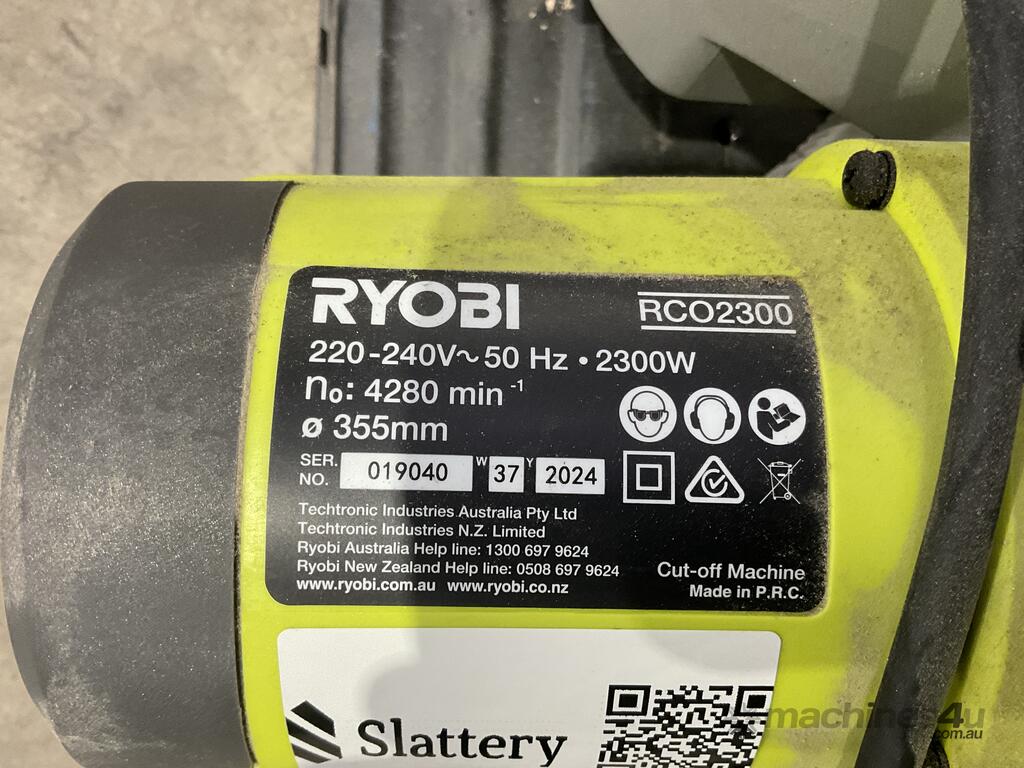 RYOBI
RCO2300
220-240V~50 Hz • 2300W
n₀: 4280 min⁻¹
ø 355mm
SER. NO. 019040 W 37 Y 2024
Techtronic Industries Australia Pty Ltd
Techtronic Industries N.Z. Limited
Ryobi Australia Help line: 1300 697 9624
Ryobi New Zealand Help line: 0508 697 9624
www.ryobi.com.au www.ryobi.co.nz
Cut-off Machine
Made in P.R.C.
Slattery
machines4u
.com.au